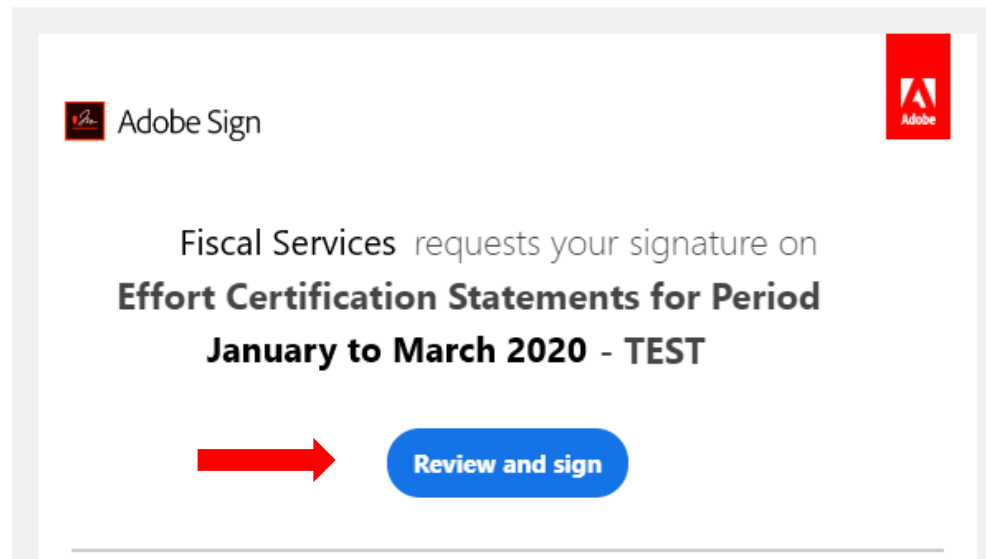 Adobe Sign
Adobe
Fiscal Services requests your signature on
Effort Certification Statements for Period
January to March 2020 - TEST
Review and sign